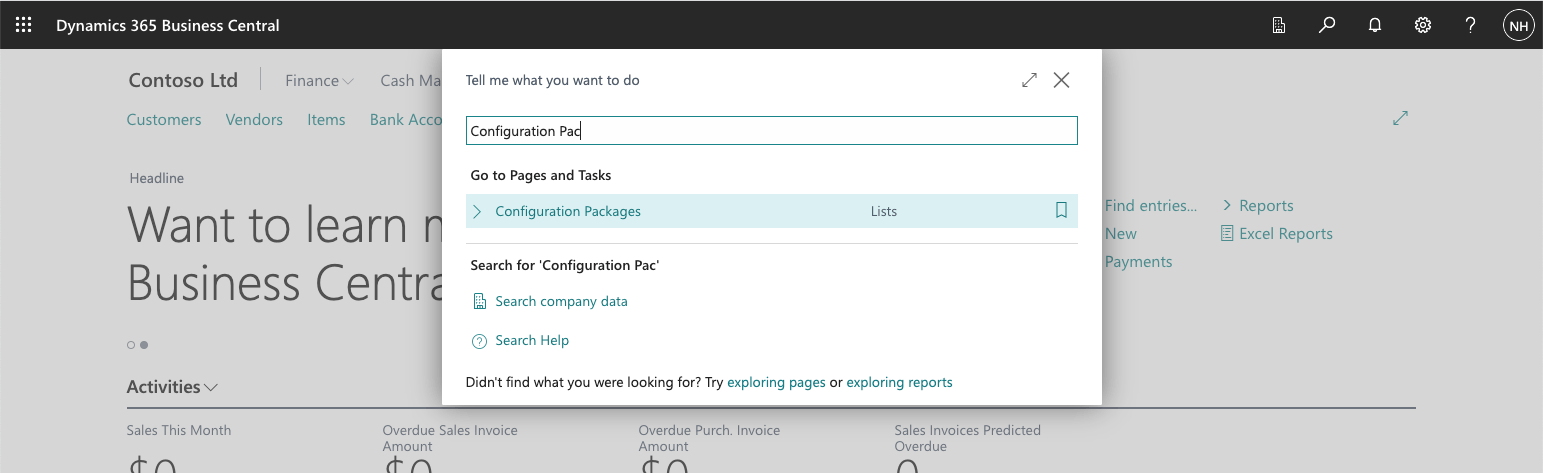 Dynamics 365 Business Central
NH
Contoso Ltd
Finance
Cash Ma
Customers
Vendors
Items
Bank Acco
Headline
Want to learn m
Business Centra
Activities
Tell me what you want to do
Configuration Pac
Go to Pages and Tasks
Configuration Packages Lists
Search for 'Configuration Pac'
Search company data
Search Help
Didn't find what you were looking for? Try exploring pages or exploring reports
Find entries...
New
Payments
Reports
Excel Reports
Sales This Month
$0
Overdue Sales Invoice
Amount
$0
Overdue Purch. Invoice
Amount
$0
Sales Invoices Predicted
Overdue
0